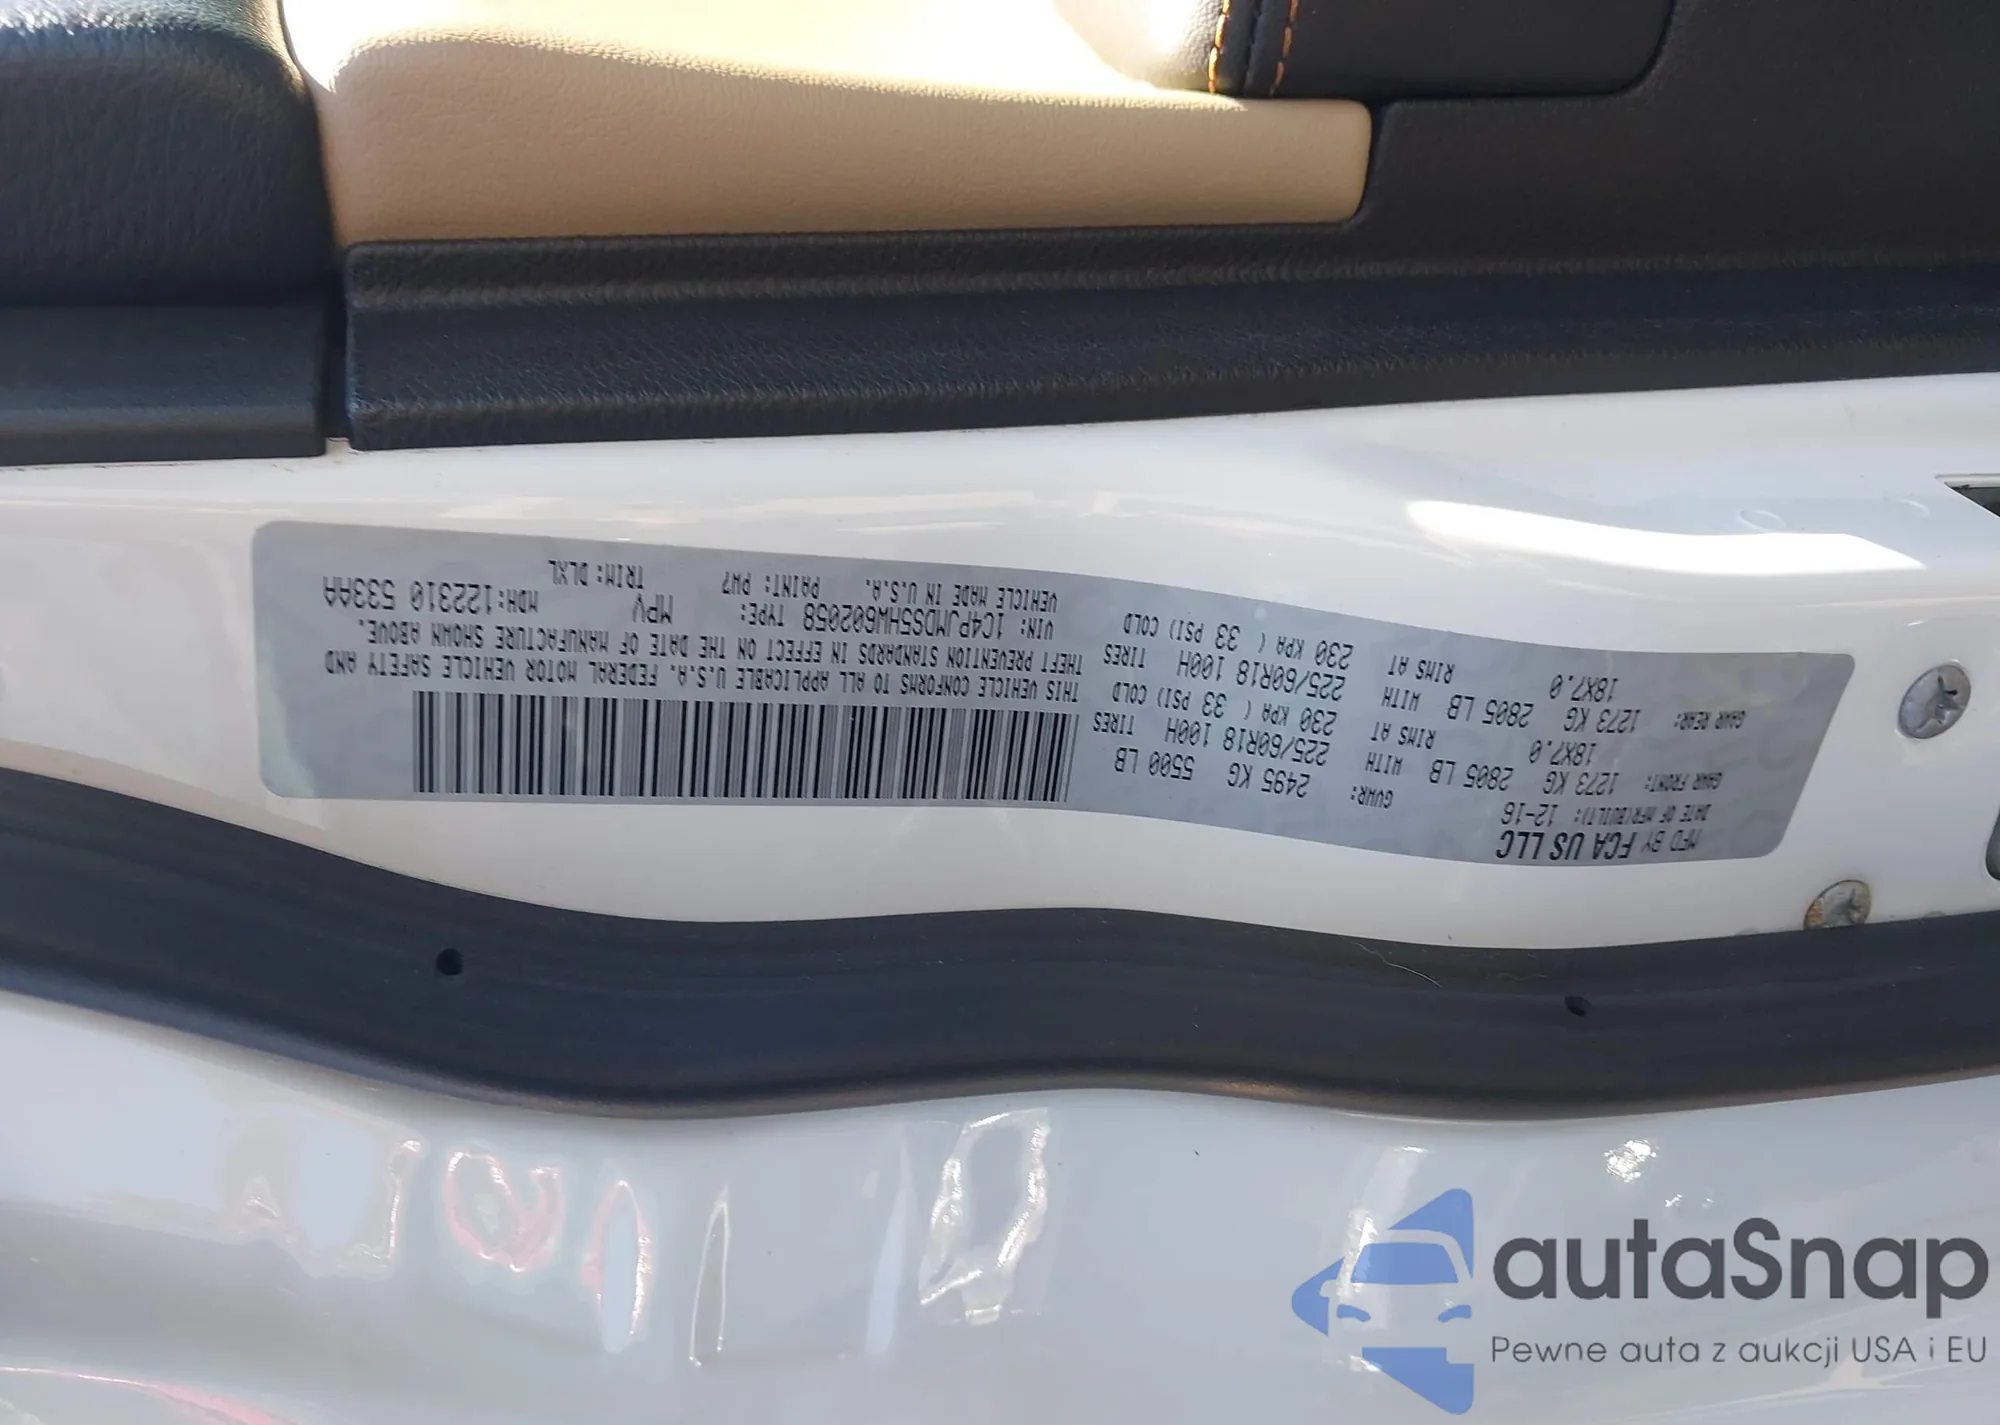 MFD BY FCA US LLC
DATE OF MFR(BUILT): 12-16
GVWR: 2495 KG 5500 LB
GAWR FRONT: 1273 KG 2805 LB WITH 225/60R18 100H TIRES
18X7.0 RIMS AT 230 KPA ( 33 PSI) COLD
GAWR REAR: 1273 KG 2805 LB WITH 225/60R18 100H TIRES
18X7.0 RIMS AT 230 KPA ( 33 PSI) COLD
THIS VEHICLE CONFORMS TO ALL APPLICABLE U.S.A. FEDERAL MOTOR VEHICLE SAFETY AND
THEFT PREVENTION STANDARDS IN EFFECT ON THE DATE OF MANUFACTURE SHOWN ABOVE.
VIN: 1C4PJMDS5HW602058 TYPE: MPV MDH:122310 533AA
VEHICLE MADE IN U.S.A. PAINT: PW7 TRIM:DLXL
autaSnap
Pewne auta z aukcji USA i EU